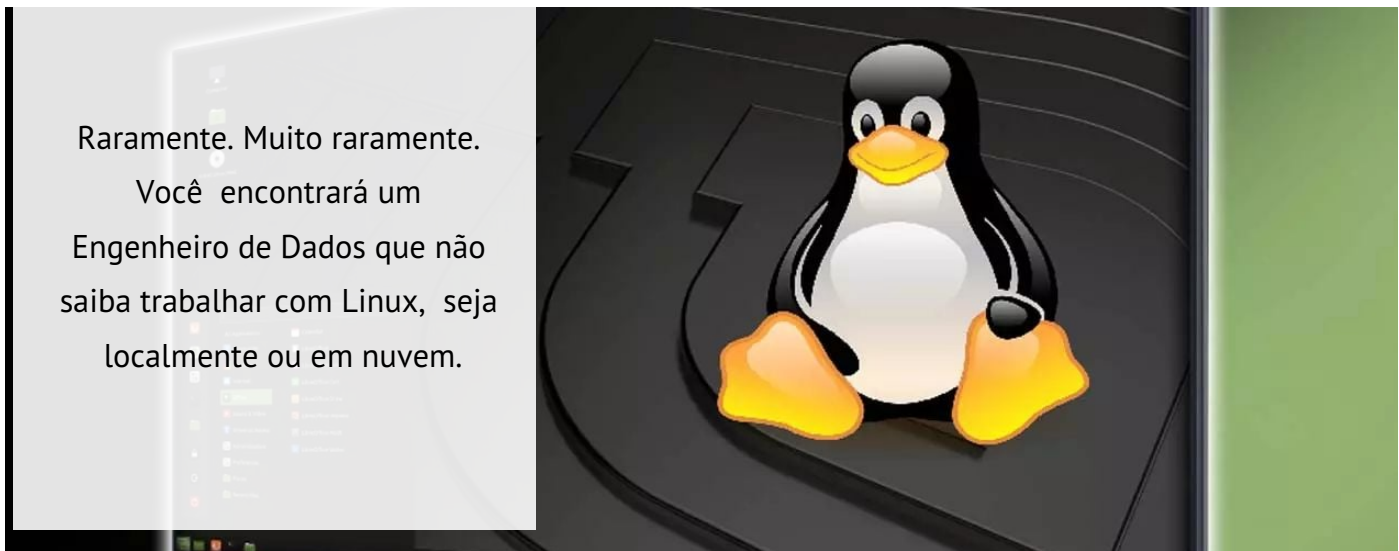 Raramente. Muito raramente.
Você  encontrará um
Engenheiro de Dados que não
saiba trabalhar com Linux,  seja
localmente ou em nuvem.